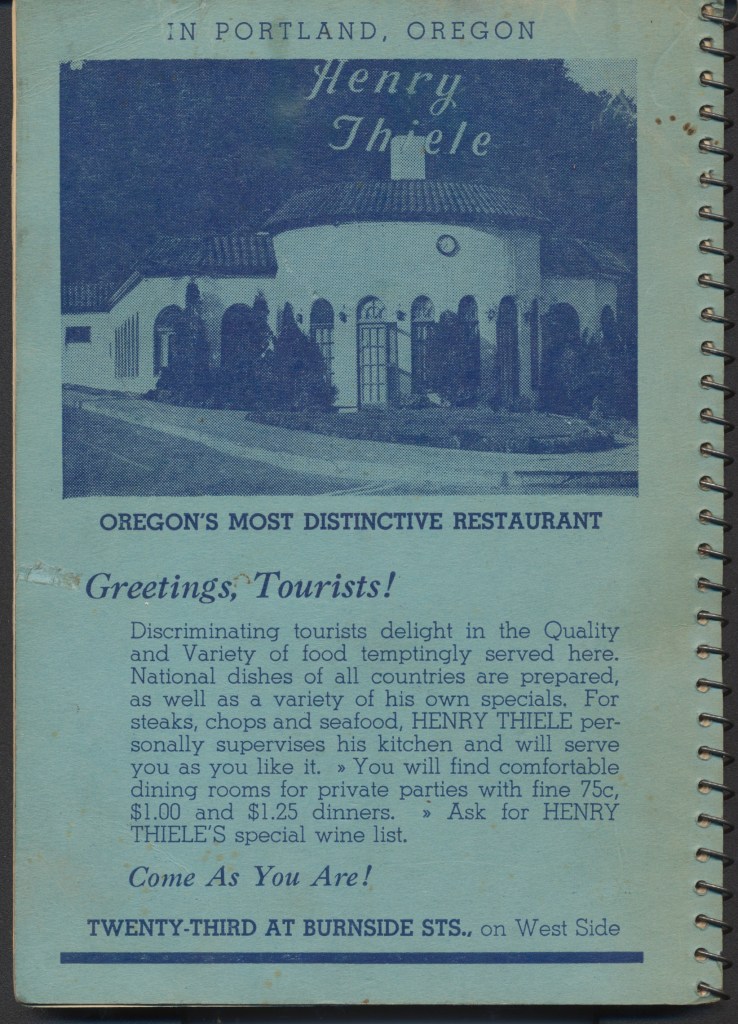 IN PORTLAND, OREGON
Henry
Thiele
OREGON'S MOST DISTINCTIVE RESTAURANT
Greetings, Tourists!
Discriminating tourists delight in the Quality
and Variety of food temptingly served here.
National dishes of all countries are prepared,
as well as a variety of his own specials. For
steaks, chops and seafood, HENRY THIELE per-
sonally supervises his kitchen and will serve
you as you like it. » You will find comfortable
dining rooms for private parties with fine 75c,
$1.00 and $1.25 dinners. » Ask for HENRY
THIELE'S special wine list.
Come As You Are!
TWENTY-THIRD AT BURNSIDE STS., on West Side